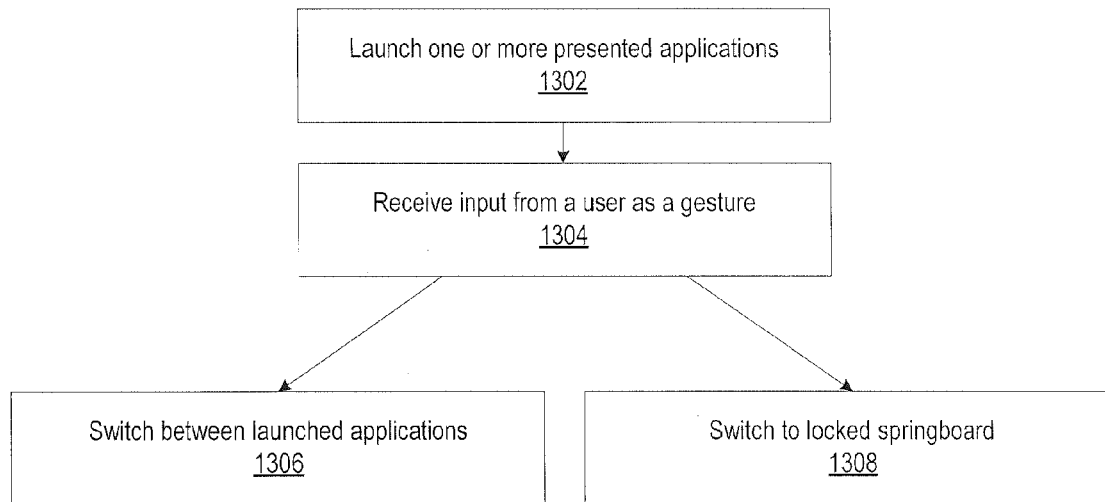 Launch one or more presented applications
1302
Receive input from a user as a gesture
1304
Switch between launched applications
1306
Switch to locked springboard
1308